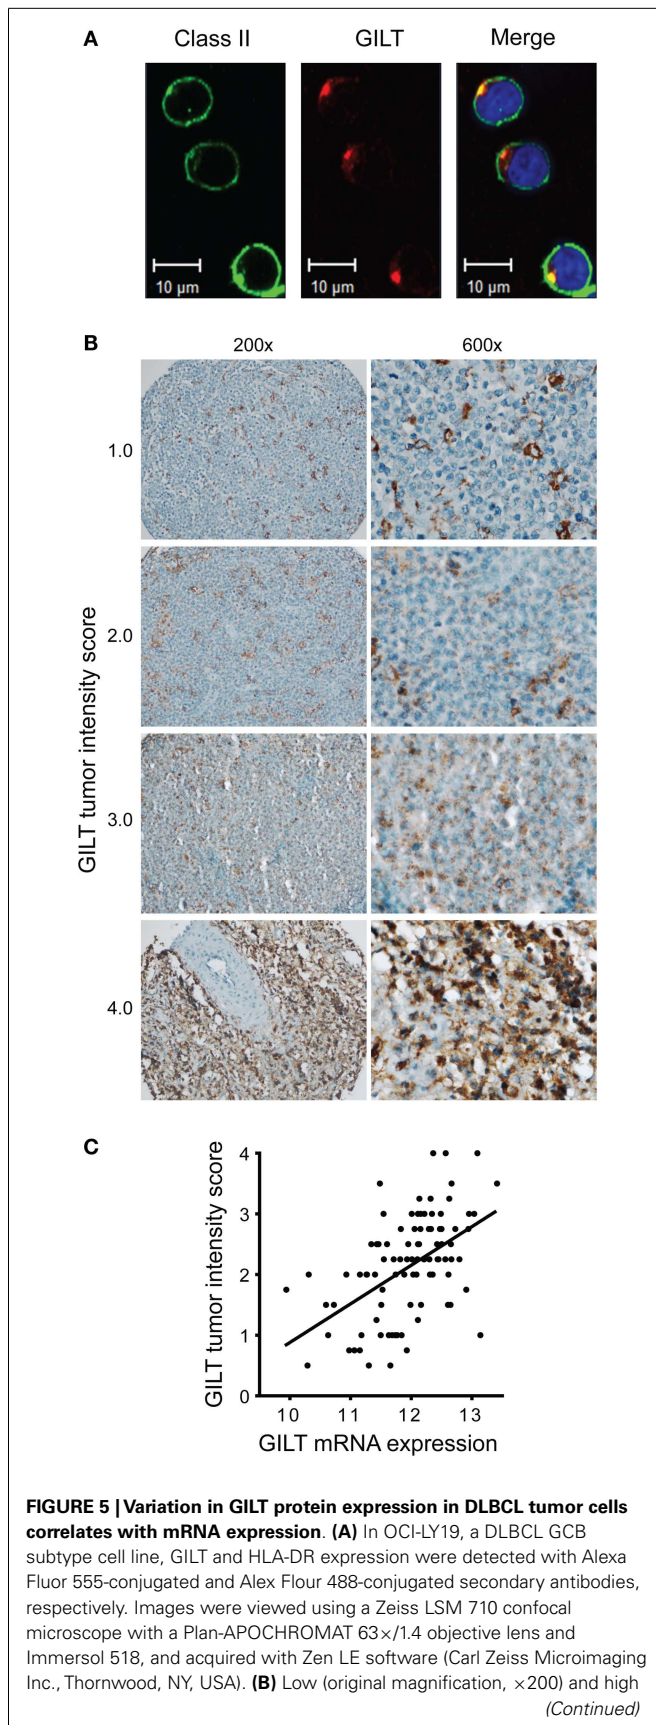 A
Class II GILT Merge
10 µm 10 µm 10 µm
B
200x 600x
1.0
2.0
3.0
4.0
GILT tumor intensity score
C
4
3
2
1
0
GILT tumor intensity score
10 11 12 13
GILT mRNA expression
FIGURE 5 | Variation in GILT protein expression in DLBCL tumor cells
correlates with mRNA expression. (A) In OCI-LY19, a DLBCL GCB
subtype cell line, GILT and HLA-DR expression were detected with Alexa
Fluor 555-conjugated and Alex Flour 488-conjugated secondary antibodies,
respectively. Images were viewed using a Zeiss LSM 710 confocal
microscope with a Plan-APOCHROMAT 63×/1.4 objective lens and
Immersol 518, and acquired with Zen LE software (Carl Zeiss Microimaging
Inc., Thornwood, NY, USA). (B) Low (original magnification, ×200) and high
(Continued)